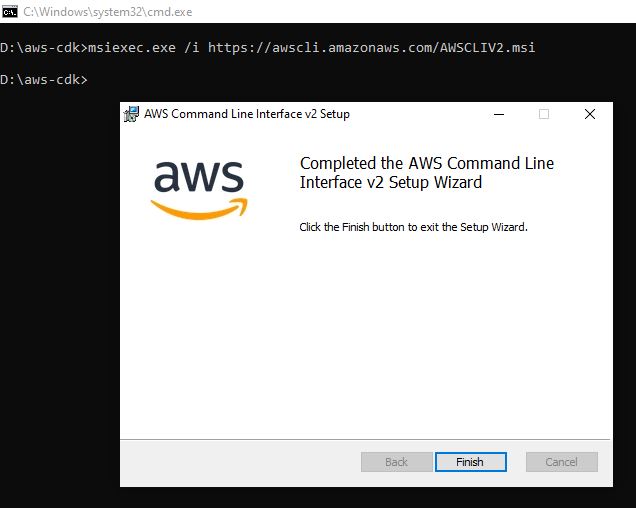 C:\Windows\system32\cmd.exe
D:\aws-cdk>msiexec.exe /i https://awscli.amazonaws.com/AWSCLIV2.msi
D:\aws-cdk>
AWS Command Line Interface v2 Setup
aws
Completed the AWS Command Line
Interface v2 Setup Wizard
Click the Finish button to exit the Setup Wizard.
Back Finish Cancel